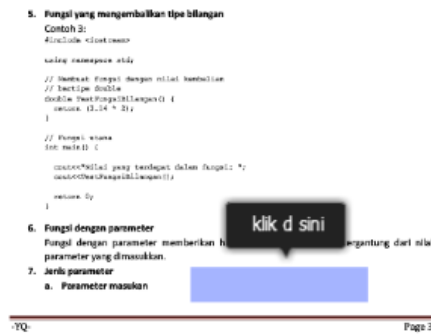 5. Fungsi yang mengembalikan tipe bilangan
Contoh 3:
#include <iostream>
using namespace std;
// Membuat fungsi dengan nilai kembalian
// bertipe double
double TestFungsiBilangan() {
return (3.14 * 2);
}
// Fungsi utama
int main() {
cout<<"Nilai yang terdapat dalam fungsi: ";
cout<<TestFungsiBilangan();
return 0;
}
6. Fungsi dengan parameter
klik d sini
Fungsi dengan parameter memberikan h ergantung dari nilai
parameter yang dimasukkan.
7. Jenis parameter
a. Parameter masukan
-YQ- Page 3